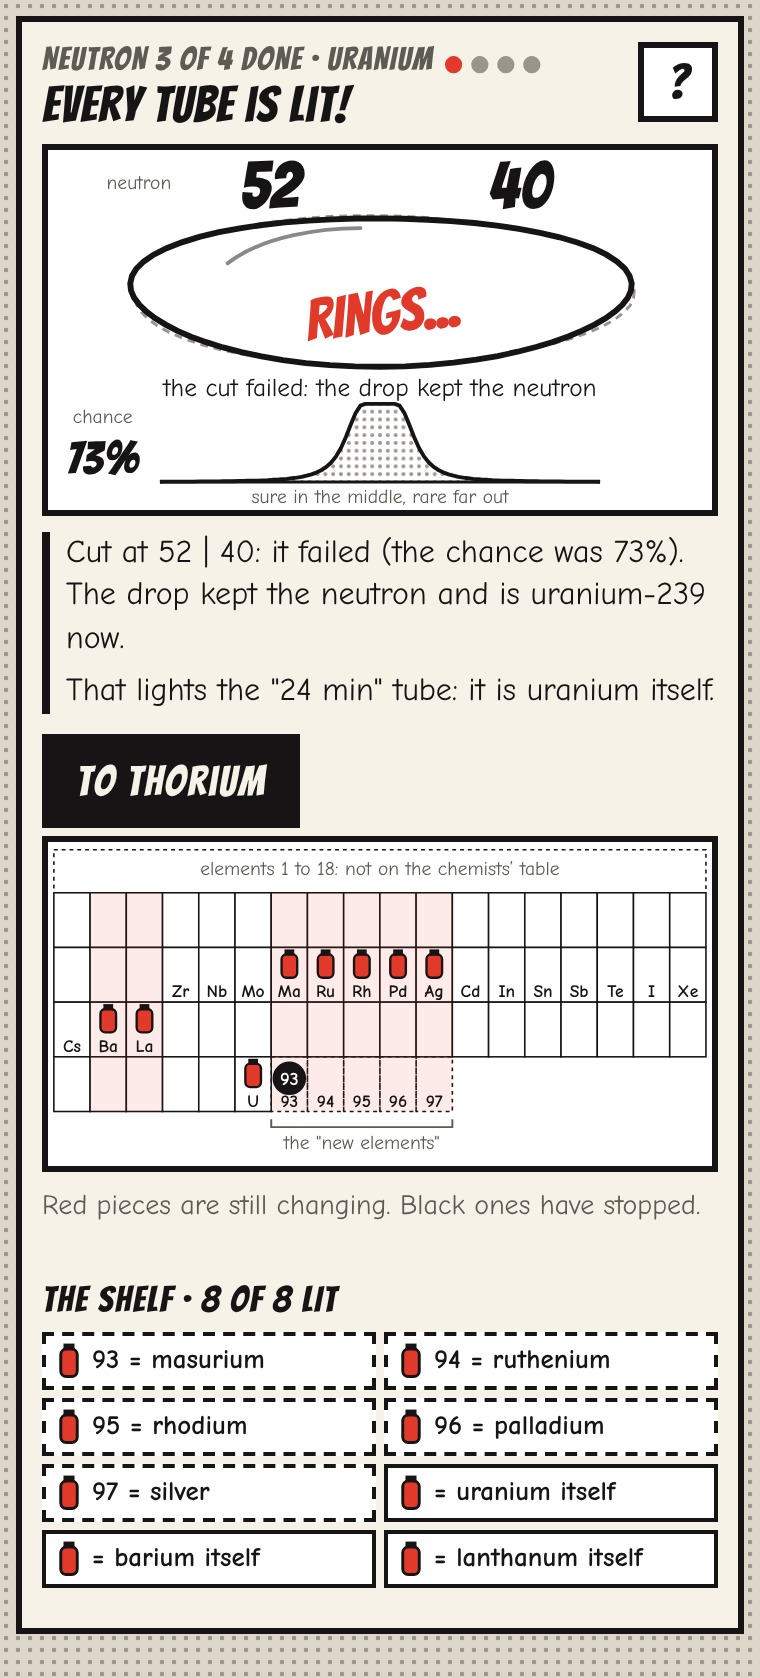 NEUTRON 3 OF 4 DONE · URANIUM
EVERY TUBE IS LIT!
?
neutron
52
40
RINGS...
the cut failed: the drop kept the neutron
chance
73%
sure in the middle, rare far out
Cut at 52 | 40: it failed (the chance was 73%).
The drop kept the neutron and is uranium-239
now.
That lights the "24 min" tube: it is uranium itself.
TO THORIUM
elements 1 to 18: not on the chemists' table
Zr Nb Mo Ma Ru Rh Pd Ag Cd In Sn Sb Te I Xe
Cs Ba La
93
U 93 94 95 96 97
the "new elements"
Red pieces are still changing. Black ones have stopped.
THE SHELF · 8 OF 8 LIT
93 = masurium
94 = ruthenium
95 = rhodium
96 = palladium
97 = silver
= uranium itself
= barium itself
= lanthanum itself